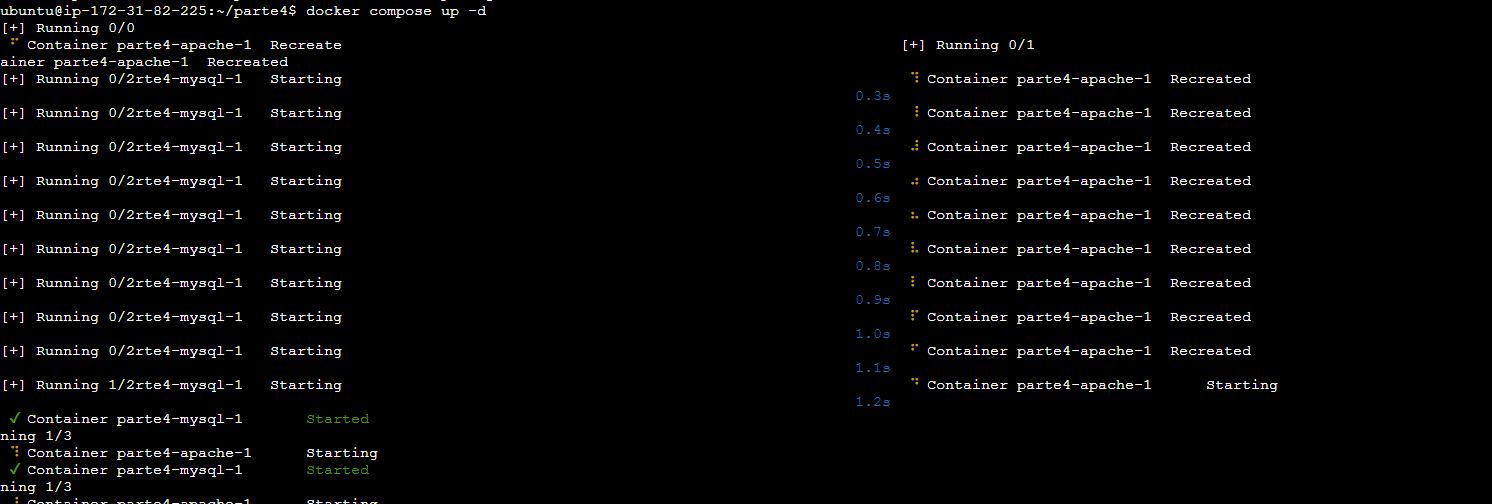 ubuntu@ip-172-31-82-225:~/parte4$ docker compose up -d
[+] Running 0/0
Container parte4-apache-1 Recreate [+] Running 0/1
ainer parte4-apache-1 Recreated
[+] Running 0/2rte4-mysql-1 Starting Container parte4-apache-1 Recreated
0.3s
[+] Running 0/2rte4-mysql-1 Starting Container parte4-apache-1 Recreated
0.4s
[+] Running 0/2rte4-mysql-1 Starting Container parte4-apache-1 Recreated
0.5s
[+] Running 0/2rte4-mysql-1 Starting Container parte4-apache-1 Recreated
0.6s
[+] Running 0/2rte4-mysql-1 Starting Container parte4-apache-1 Recreated
0.7s
[+] Running 0/2rte4-mysql-1 Starting Container parte4-apache-1 Recreated
0.8s
[+] Running 0/2rte4-mysql-1 Starting Container parte4-apache-1 Recreated
0.9s
[+] Running 0/2rte4-mysql-1 Starting Container parte4-apache-1 Recreated
1.0s
[+] Running 0/2rte4-mysql-1 Starting Container parte4-apache-1 Recreated
1.1s
[+] Running 1/2rte4-mysql-1 Starting Container parte4-apache-1 Starting
1.2s
✓ Container parte4-mysql-1 Started
ning 1/3
Container parte4-apache-1 Starting
✓ Container parte4-mysql-1 Started
ning 1/3
Container parte4-apache-1 Starting